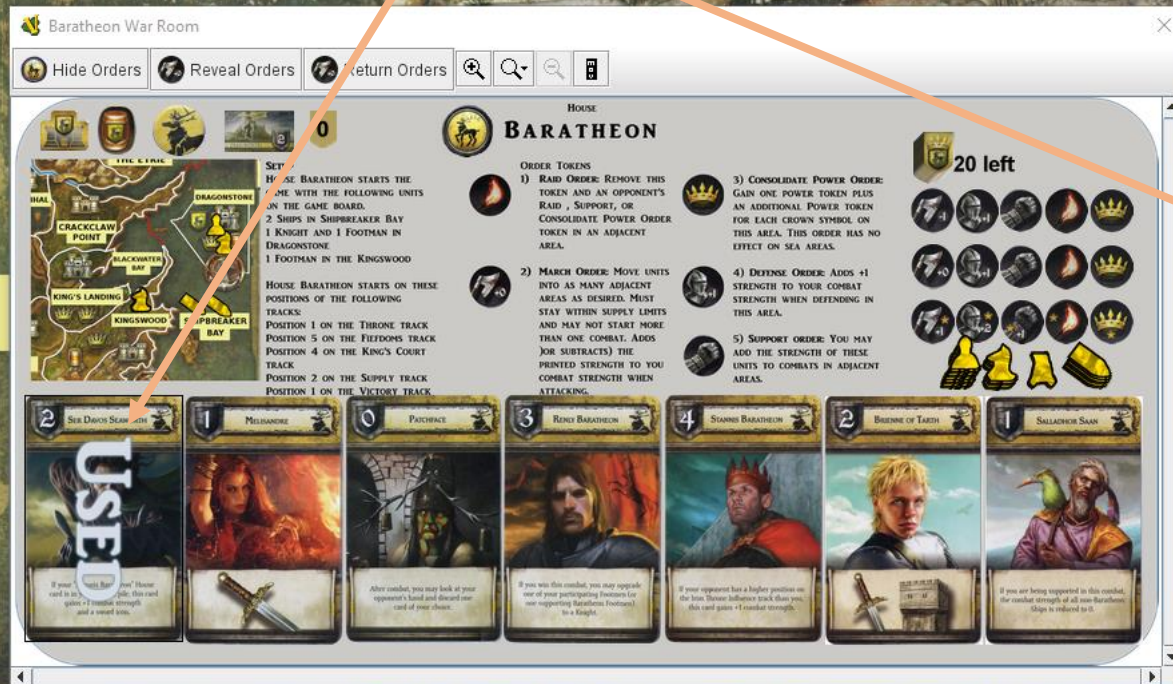 Baratheon War Room
Hide Orders
Reveal Orders
Return Orders
HOUSE
BARATHEON
2
0
20 left
HOUSE BARATHEON STARTS THE
GAME WITH THE FOLLOWING UNITS
ON THE GAME BOARD.
2 SHIPS IN SHIPBREAKER BAY
1 KNIGHT AND 1 FOOTMAN IN
DRAGONSTONE
1 FOOTMAN IN THE KINGSWOOD
HOUSE BARATHEON STARTS ON THESE
POSITIONS OF THE FOLLOWING
TRACKS:
POSITION 1 ON THE THRONE TRACK
POSITION 5 ON THE FIEFDOMS TRACK
POSITION 4 ON THE KING'S COURT
TRACK
POSITION 2 ON THE SUPPLY TRACK
POSITION 1 ON THE VICTORY TRACK
ORDER TOKENS
1) RAID ORDER: REMOVE THIS
TOKEN AND AN OPPONENT'S
RAID , SUPPORT, OR
CONSOLIDATE POWER ORDER
TOKEN IN AN ADJACENT
AREA.
2) MARCH ORDER: MOVE UNITS
INTO AS MANY ADJACENT
AREAS AS DESIRED. MUST
STAY WITHIN SUPPLY LIMITS
AND MAY NOT START MORE
THAN ONE COMBAT. ADDS
)OR SUBTRACTS) THE
PRINTED STRENGTH TO YOU
COMBAT STRENGTH WHEN
ATTACKING.
3) CONSOLIDATE POWER ORDER:
GAIN ONE POWER TOKEN PLUS
AN ADDITIONAL POWER TOKEN
FOR EACH CROWN SYMBOL ON
THIS AREA. THIS ORDER HAS NO
EFFECT ON SEA AREAS.
4) DEFENSE ORDER: ADDS +1
STRENGTH TO YOUR COMBAT
STRENGTH WHEN DEFENDING IN
THIS AREA.
5) SUPPORT ORDER: YOU MAY
ADD THE STRENGTH OF THESE
UNITS TO COMBATS IN ADJACENT
AREAS.
THE EYRIE
DRAGONSTONE
CRACKCLAW
POINT
BLACKWATER
BAY
KING'S LANDING
KINGSWOOD
SHIPBREAKER
BAY
2 SER DAVOS
USED
gains +1 combat strength
and a sword icon.
1 MELISANDRE
0 PATCHFACE
After combat, you may look at your
opponent's hand and discard one
card of your choice.
3 RENLY BARATHEON
If you win this combat, you may upgrade
one of your participating Footmen (or
one supporting Baratheon Footmen)
to a Knight.
4 STANNIS BARATHEON
If your opponent has a higher position on
the Iron Throne Influence track than you,
this card gains +1 combat strength.
2 BRIENNE OF TARTH
1 SALLADHOR SAAN
If you are being supported in this combat,
the combat strength of all non-Baratheon
Ships is reduced to 0.